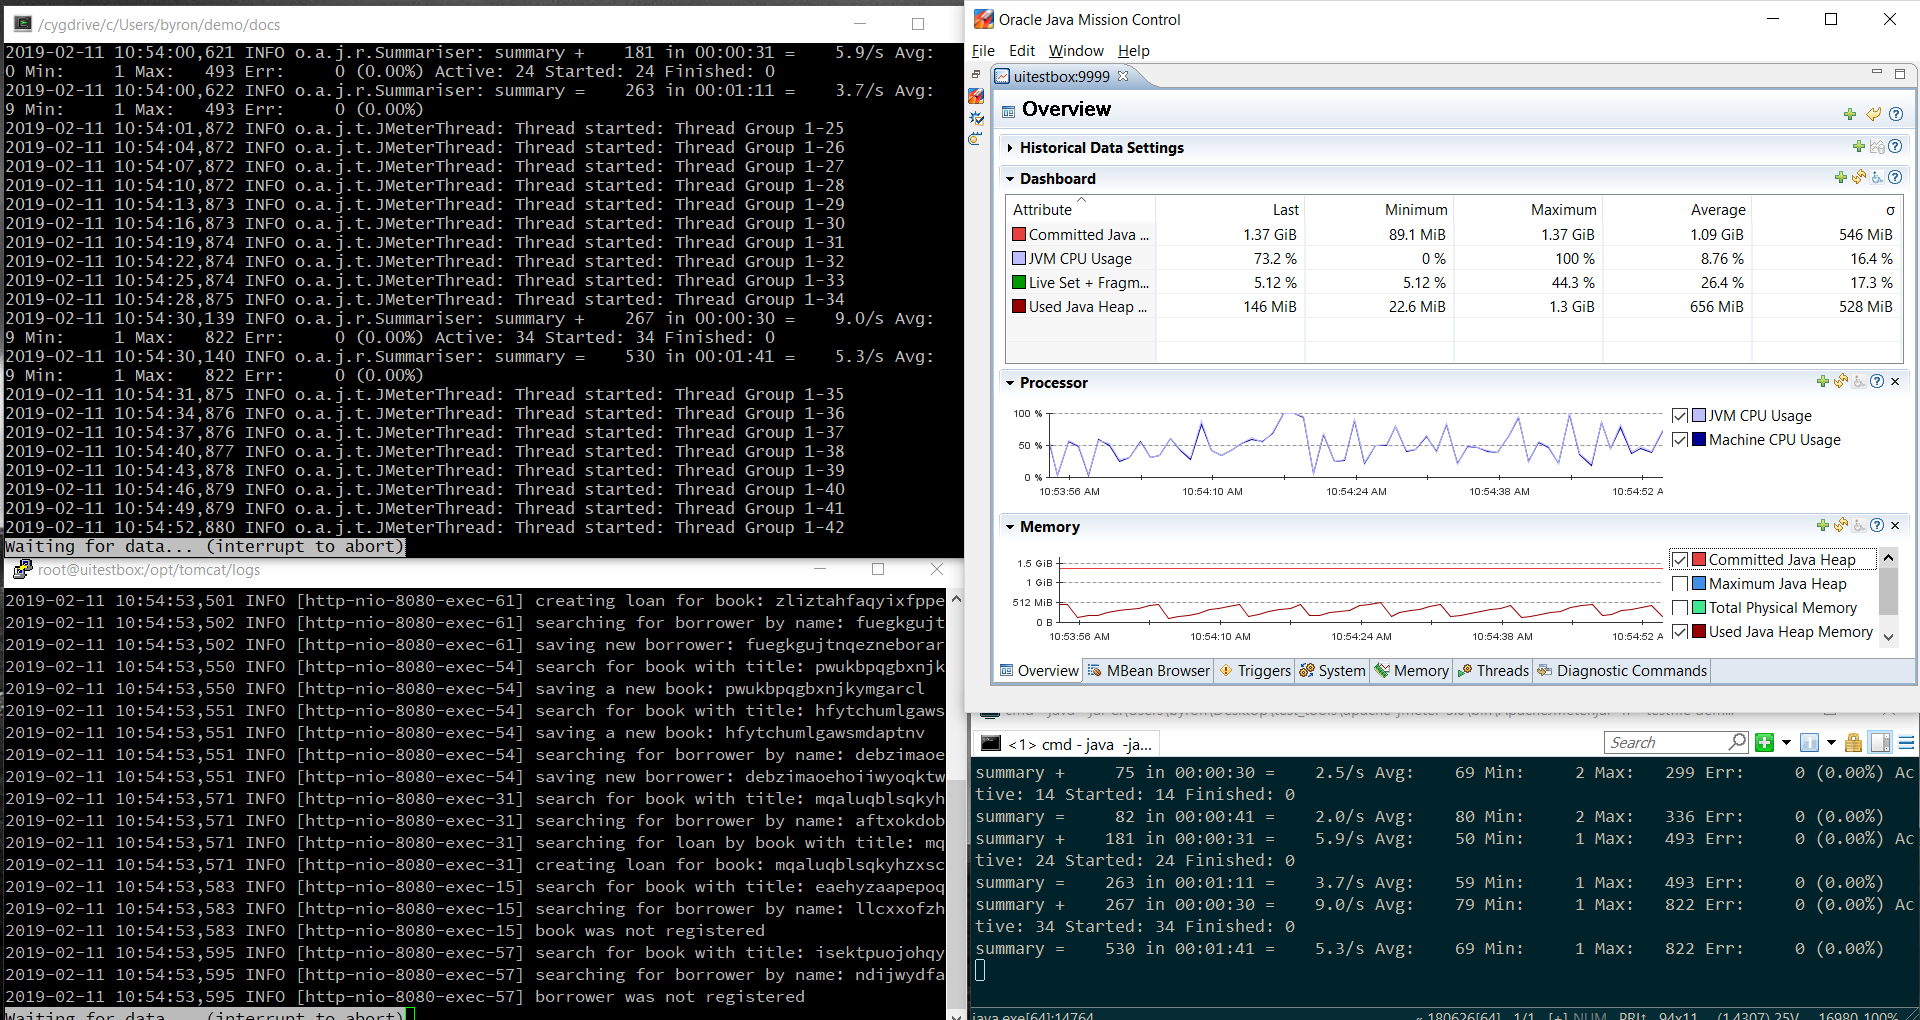 /cygdrive/c/Users/byron/demo/docs
2019-02-11 10:54:00,621 INFO o.a.j.r.Summariser: summary +    181 in 00:00:31 =    5.9/s Avg:
0 Min:     1 Max:   493 Err:     0 (0.00%) Active: 24 Started: 24 Finished: 0
2019-02-11 10:54:00,622 INFO o.a.j.r.Summariser: summary =    263 in 00:01:11 =    3.7/s Avg:
9 Min:     1 Max:   493 Err:     0 (0.00%)
2019-02-11 10:54:01,872 INFO o.a.j.t.JMeterThread: Thread started: Thread Group 1-25
2019-02-11 10:54:04,872 INFO o.a.j.t.JMeterThread: Thread started: Thread Group 1-26
2019-02-11 10:54:07,872 INFO o.a.j.t.JMeterThread: Thread started: Thread Group 1-27
2019-02-11 10:54:10,872 INFO o.a.j.t.JMeterThread: Thread started: Thread Group 1-28
2019-02-11 10:54:13,873 INFO o.a.j.t.JMeterThread: Thread started: Thread Group 1-29
2019-02-11 10:54:16,873 INFO o.a.j.t.JMeterThread: Thread started: Thread Group 1-30
2019-02-11 10:54:19,874 INFO o.a.j.t.JMeterThread: Thread started: Thread Group 1-31
2019-02-11 10:54:22,874 INFO o.a.j.t.JMeterThread: Thread started: Thread Group 1-32
2019-02-11 10:54:25,874 INFO o.a.j.t.JMeterThread: Thread started: Thread Group 1-33
2019-02-11 10:54:28,875 INFO o.a.j.t.JMeterThread: Thread started: Thread Group 1-34
2019-02-11 10:54:30,139 INFO o.a.j.r.Summariser: summary +    267 in 00:00:30 =    9.0/s Avg:
9 Min:     1 Max:   822 Err:     0 (0.00%) Active: 34 Started: 34 Finished: 0
2019-02-11 10:54:30,140 INFO o.a.j.r.Summariser: summary =    530 in 00:01:41 =    5.3/s Avg:
9 Min:     1 Max:   822 Err:     0 (0.00%)
2019-02-11 10:54:31,875 INFO o.a.j.t.JMeterThread: Thread started: Thread Group 1-35
2019-02-11 10:54:34,876 INFO o.a.j.t.JMeterThread: Thread started: Thread Group 1-36
2019-02-11 10:54:37,876 INFO o.a.j.t.JMeterThread: Thread started: Thread Group 1-37
2019-02-11 10:54:40,877 INFO o.a.j.t.JMeterThread: Thread started: Thread Group 1-38
2019-02-11 10:54:43,878 INFO o.a.j.t.JMeterThread: Thread started: Thread Group 1-39
2019-02-11 10:54:46,879 INFO o.a.j.t.JMeterThread: Thread started: Thread Group 1-40
2019-02-11 10:54:49,879 INFO o.a.j.t.JMeterThread: Thread started: Thread Group 1-41
2019-02-11 10:54:52,880 INFO o.a.j.t.JMeterThread: Thread started: Thread Group 1-42
Waiting for data... (interrupt to abort)
root@uitestbox:/opt/tomcat/logs
2019-02-11 10:54:53,501 INFO [http-nio-8080-exec-61] creating loan for book: zliztahfaqyixfppe
2019-02-11 10:54:53,502 INFO [http-nio-8080-exec-61] searching for borrower by name: fuegkgujt
2019-02-11 10:54:53,502 INFO [http-nio-8080-exec-61] saving new borrower: fuegkgujtnqezneborar
2019-02-11 10:54:53,550 INFO [http-nio-8080-exec-54] search for book with title: pwukbpqgbxnjk
2019-02-11 10:54:53,550 INFO [http-nio-8080-exec-54] saving a new book: pwukbpqgbxnjkymgarcl
2019-02-11 10:54:53,551 INFO [http-nio-8080-exec-54] search for book with title: hfytchumlgaws
2019-02-11 10:54:53,551 INFO [http-nio-8080-exec-54] saving a new book: hfytchumlgawsmdaptnv
2019-02-11 10:54:53,551 INFO [http-nio-8080-exec-54] searching for borrower by name: debzimaoe
2019-02-11 10:54:53,551 INFO [http-nio-8080-exec-54] saving new borrower: debzimaoehoiiwyoqktw
2019-02-11 10:54:53,571 INFO [http-nio-8080-exec-31] search for book with title: mqaluqblsqkyh
2019-02-11 10:54:53,571 INFO [http-nio-8080-exec-31] searching for borrower by name: aftxokdob
2019-02-11 10:54:53,571 INFO [http-nio-8080-exec-31] searching for loan by book with title: mq
2019-02-11 10:54:53,571 INFO [http-nio-8080-exec-31] creating loan for book: mqaluqblsqkyhzxsc
2019-02-11 10:54:53,583 INFO [http-nio-8080-exec-15] search for book with title: eaehyzaapepoq
2019-02-11 10:54:53,583 INFO [http-nio-8080-exec-15] searching for borrower by name: llcxxofzh
2019-02-11 10:54:53,583 INFO [http-nio-8080-exec-15] book was not registered
2019-02-11 10:54:53,595 INFO [http-nio-8080-exec-57] search for book with title: isektpuojohqy
2019-02-11 10:54:53,595 INFO [http-nio-8080-exec-57] searching for borrower by name: ndijwydfa
2019-02-11 10:54:53,595 INFO [http-nio-8080-exec-57] borrower was not registered
Waiting for data... (interrupt to abort)
Oracle Java Mission Control
File Edit Window Help
uitestbox:9999
Overview
Historical Data Settings
Dashboard
Attribute Last Minimum Maximum Average σ
Committed Java ... 1.37 GiB 89.1 MiB 1.37 GiB 1.09 GiB 546 MiB
JVM CPU Usage 73.2 % 0 % 100 % 8.76 % 16.4 %
Live Set + Fragm... 5.12 % 5.12 % 44.3 % 26.4 % 17.3 %
Used Java Heap ... 146 MiB 22.6 MiB 1.3 GiB 656 MiB 528 MiB
Processor
100 %
50 %
0 %
10:53:56 AM 10:54:10 AM 10:54:24 AM 10:54:38 AM 10:54:52 A
JVM CPU Usage
Machine CPU Usage
Memory
1.5 GiB
1 GiB
512 MiB
0 B
10:53:56 AM 10:54:10 AM 10:54:24 AM 10:54:38 AM 10:54:52 A
Committed Java Heap
Maximum Java Heap
Total Physical Memory
Used Java Heap Memory
Overview MBean Browser Triggers System Memory Threads Diagnostic Commands
<1> cmd - java  -ja...
Search
summary +     75 in 00:00:30 =    2.5/s Avg:    69 Min:     2 Max:   299 Err:     0 (0.00%) Ac
tive: 14 Started: 14 Finished: 0
summary =     82 in 00:00:41 =    2.0/s Avg:    80 Min:     2 Max:   336 Err:     0 (0.00%)
summary +    181 in 00:00:31 =    5.9/s Avg:    50 Min:     1 Max:   493 Err:     0 (0.00%) Ac
tive: 24 Started: 24 Finished: 0
summary =    263 in 00:01:11 =    3.7/s Avg:    59 Min:     1 Max:   493 Err:     0 (0.00%)
summary +    267 in 00:00:30 =    9.0/s Avg:    79 Min:     1 Max:   822 Err:     0 (0.00%) Ac
tive: 34 Started: 34 Finished: 0
summary =    530 in 00:01:41 =    5.3/s Avg:    69 Min:     1 Max:   822 Err:     0 (0.00%)
java.exe[64]:14764 « 180626[64] 1/1 [+] NUM PRI: 94x11 (1,4307) 25V 16980 100%